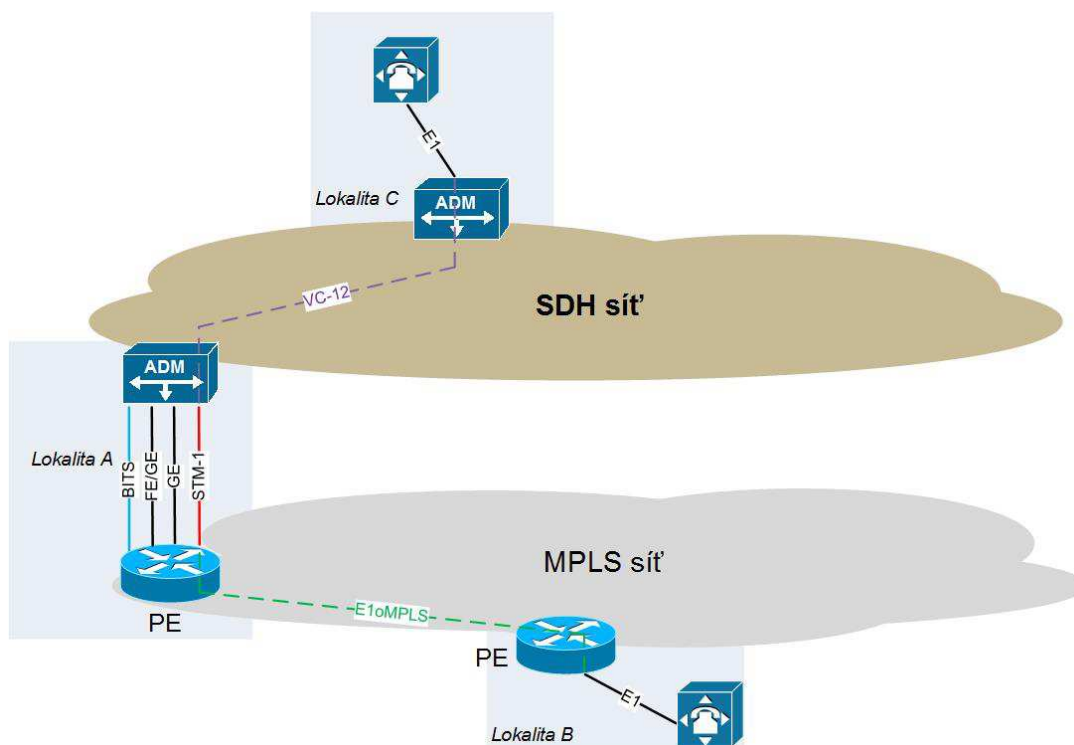 E1
Lokalita C
ADM
VC-12
SDH síť
ADM
Lokalita A
BITS
FE/GE
GE
STM-1
MPLS síť
E1oMPLS
PE
PE
E1
Lokalita B